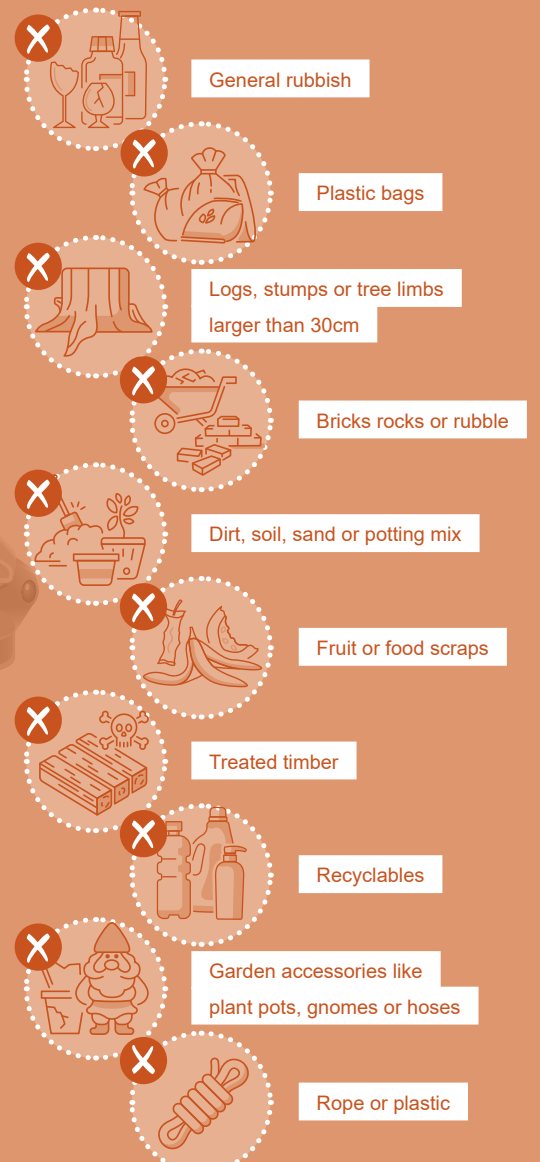 General rubbish
Plastic bags
Logs, stumps or tree limbs
larger than 30cm
Bricks rocks or rubble
Dirt, soil, sand or potting mix
Fruit or food scraps
Treated timber
Recyclables
Garden accessories like
plant pots, gnomes or hoses
Rope or plastic